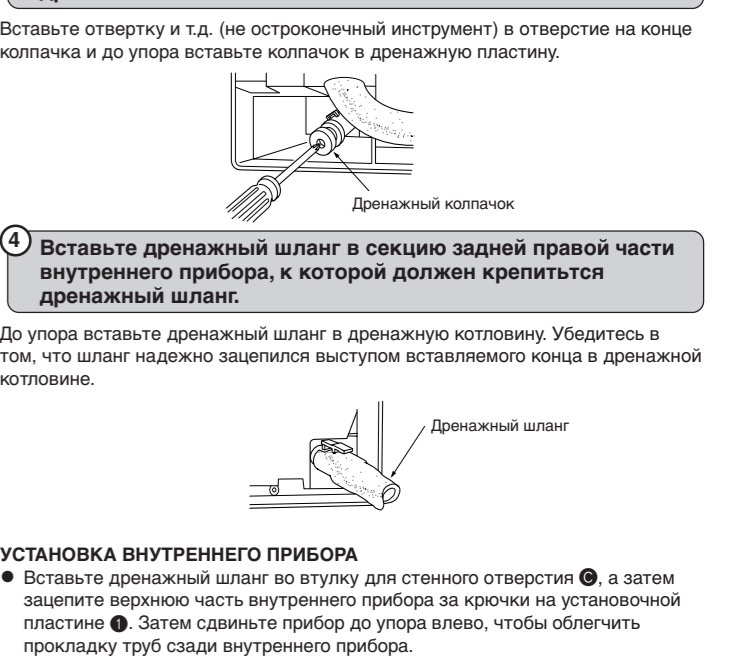 Вставьте отвертку и т.д. (не остроконечный инструмент) в отверстие на конце
колпачка и до упора вставьте колпачок в дренажную пластину.
Дренажный колпачок
4
Вставьте дренажный шланг в секцию задней правой части
внутреннего прибора, к которой должен крепитьтся
дренажный шланг.
До упора вставьте дренажный шланг в дренажную котловину. Убедитесь в
том, что шланг надежно зацепился выступом вставляемого конца в дренажной
котловине.
Дренажный шланг
УСТАНОВКА ВНУТРЕННЕГО ПРИБОРА
● Вставьте дренажный шланг во втулку для стенного отверстия C, а затем
зацепите верхнюю часть внутреннего прибора за крючки на установочной
пластине 1. Затем сдвиньте прибор до упора влево, чтобы облегчить
прокладку труб сзади внутреннего прибора.